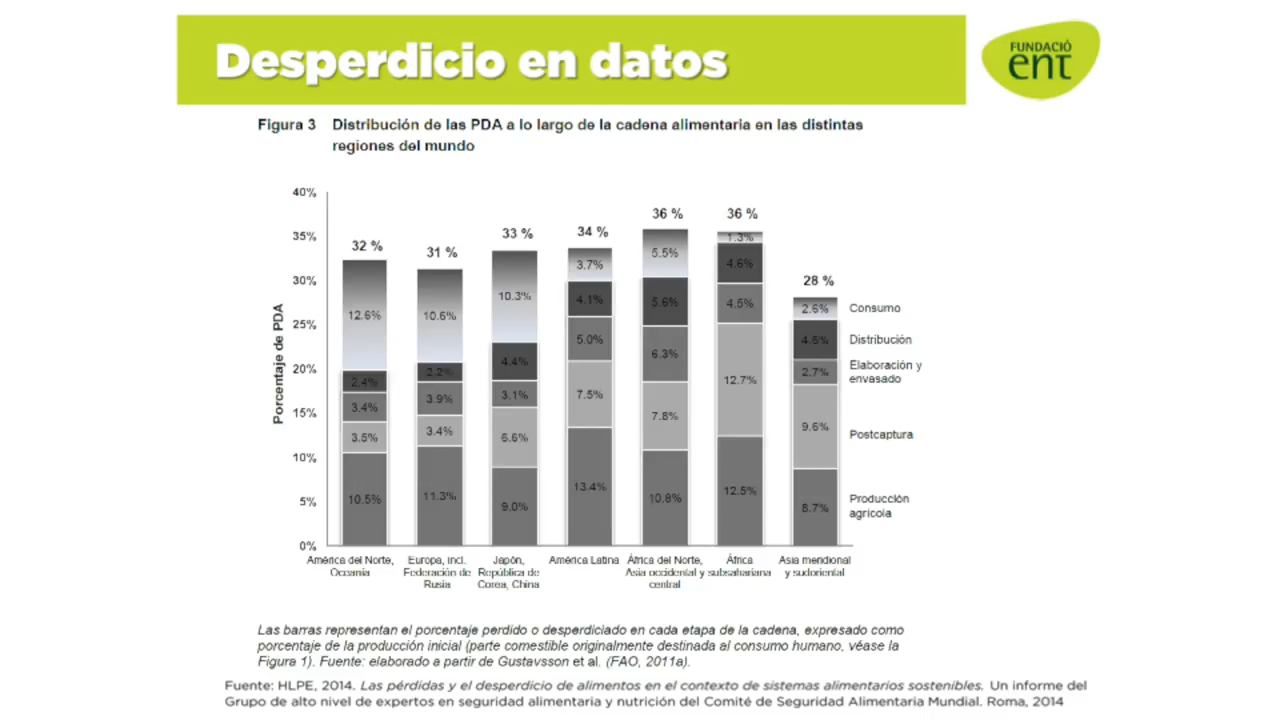 Desperdicio en datos
FUNDACIÓ
ent
Figura 3 Distribución de las PDA a lo largo de la cadena alimentaria en las distintas
regiones del mundo
Porcentaje de PDA
40%
35%
30%
25%
20%
15%
10%
5%
0%
32 %
12.6%
2.4%
3.4%
3.5%
10.5%
31 %
10.6%
2.2%
3.9%
3.4%
11.3%
33 %
10.3%
4.4%
3.1%
6.6%
9.0%
34 %
3.7%
4.1%
5.0%
7.5%
13.4%
36 %
5.5%
5.6%
6.3%
7.8%
10.8%
36 %
1.3%
4.6%
4.5%
12.7%
12.5%
28 %
2.6%
4.5%
2.7%
9.6%
8.7%
Consumo
Distribución
Elaboración y
envasado
Postcaptura
Producción
agrícola
América del Norte,
Oceanía
Europa, incl.
Federación de
Rusia
Japón,
República de
Corea, China
América Latina
África del Norte,
Asia occidental y
central
África
subsahariana
Asia meridional
y sudoriental
Las barras representan el porcentaje perdido o desperdiciado en cada etapa de la cadena, expresado como
porcentaje de la producción inicial (parte comestible originalmente destinada al consumo humano, véase la
Figura 1). Fuente: elaborado a partir de Gustavsson et al. (FAO, 2011a).
Fuente: HLPE, 2014. Las pérdidas y el desperdicio de alimentos en el contexto de sistemas alimentarios sostenibles. Un informe del
Grupo de alto nivel de expertos en seguridad alimentaria y nutrición del Comité de Seguridad Alimentaria Mundial. Roma, 2014